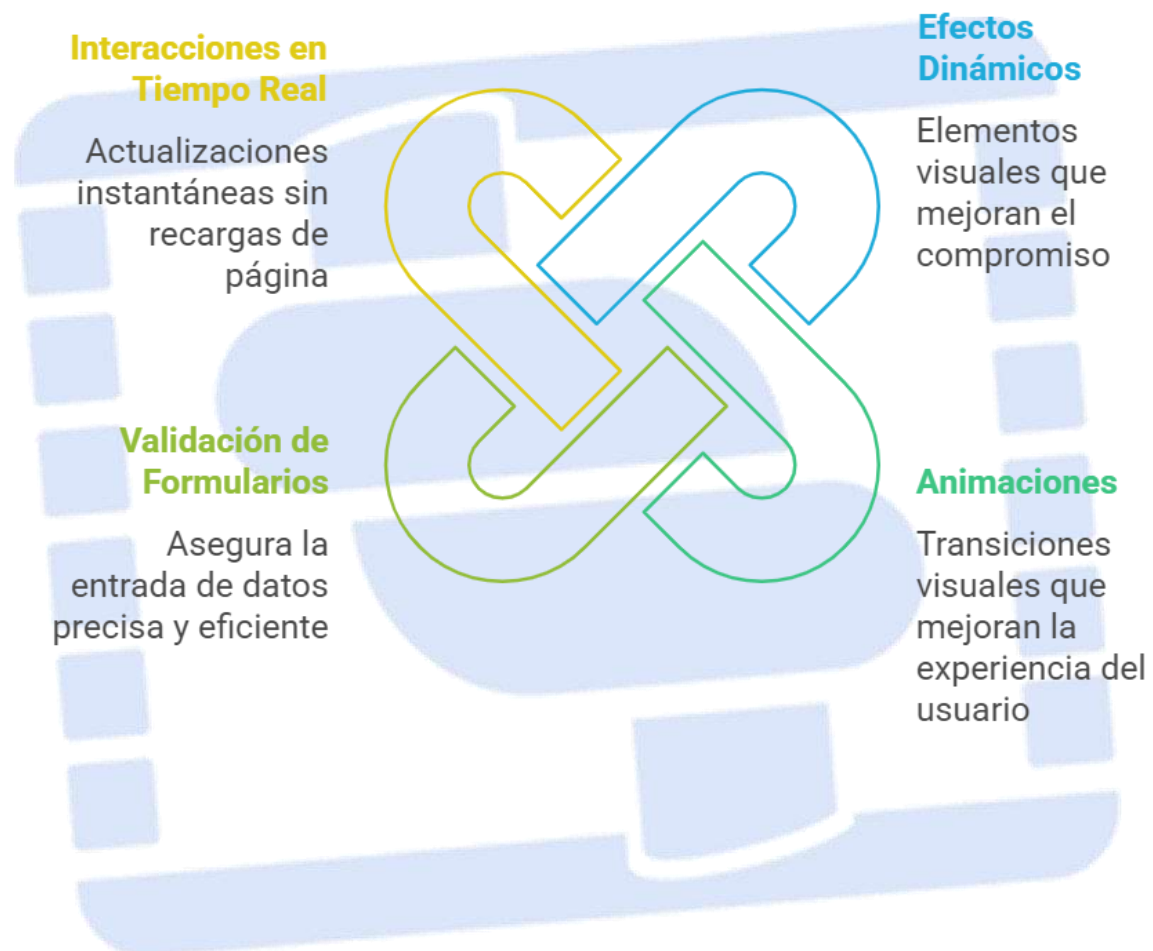 Interacciones en
Tiempo Real
Actualizaciones
instantáneas sin
recargas de
página
Efectos
Dinámicos
Elementos
visuales que
mejoran el
compromiso
Validación de
Formularios
Asegura la
entrada de datos
precisa y eficiente
Animaciones
Transiciones
visuales que
mejoran la
experiencia del
usuario